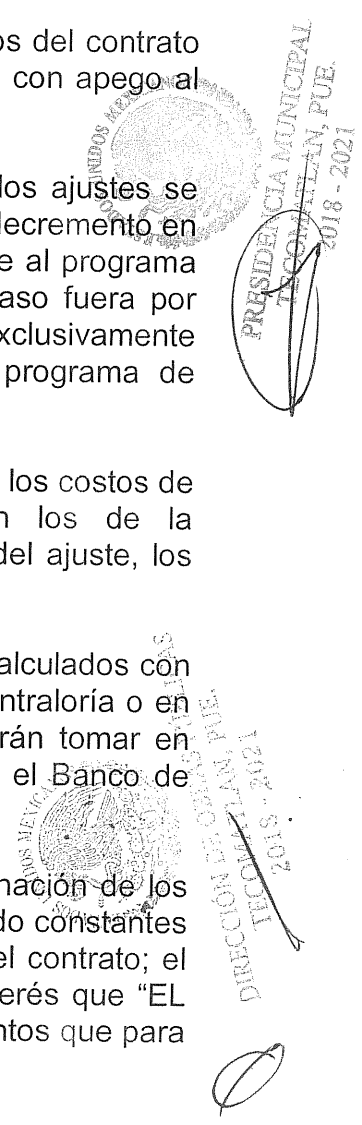 os del contrato
con apego al
los ajustes se
decremento en
e al programa
aso fuera por
xclusivamente
programa de
los costos de
n los de la
del ajuste, los
alculados con
ntraloría o en
rán tomar en
el Banco de
nación de los
do constantes
el contrato; el
erés que “EL
ntos que para
PRESIDENCIA MUNICIPAL
TECOMATLAN, PUE.
2018 - 2021
DIRECCIÓN DE OBRAS PUBLICAS
TECOMATLAN, PUE.
2018 - 2021